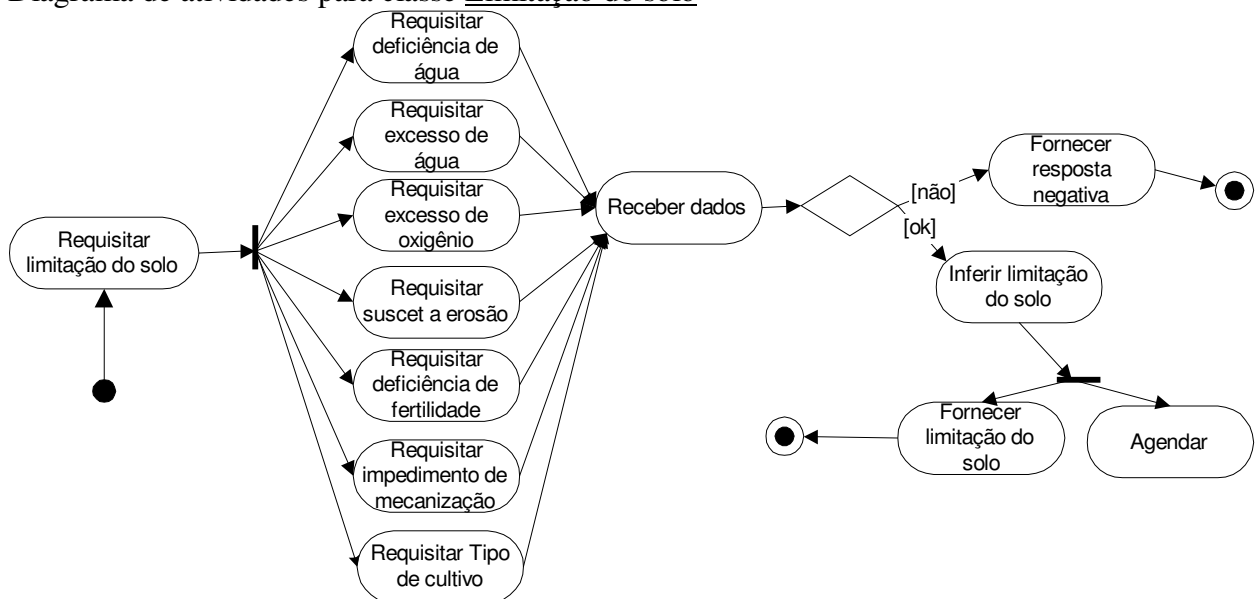 Diagrama de atividades para classe Limitação do solo
Requisitar
deficiência de
água
Requisitar
excesso de
água
Requisitar
excesso de
oxigênio
Requisitar
suscet a erosão
Requisitar
deficiência de
fertilidade
Requisitar
impedimento de
mecanização
Requisitar Tipo
de cultivo
Requisitar
limitação do solo
Receber dados
[não]
[ok]
Fornecer
resposta
negativa
Inferir limitação
do solo
Fornecer
limitação do
solo
Agendar